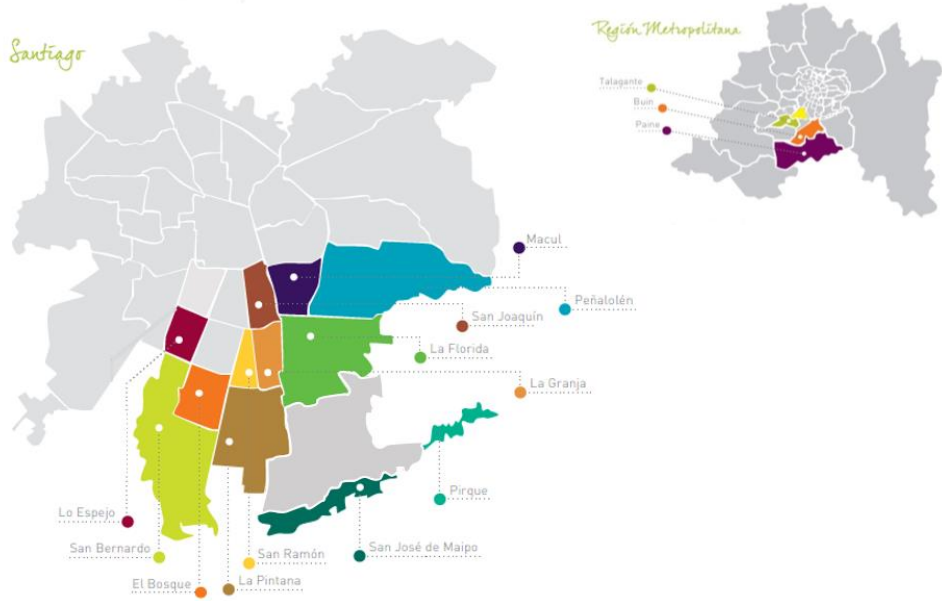 Santiago
Región Metropolitana
Talagante
Buin
Paine
Macul
Peñalolén
San Joaquín
La Florida
La Granja
Pirque
Lo Espejo
San Bernardo
San Ramón
San José de Maipo
El Bosque
La Pintana